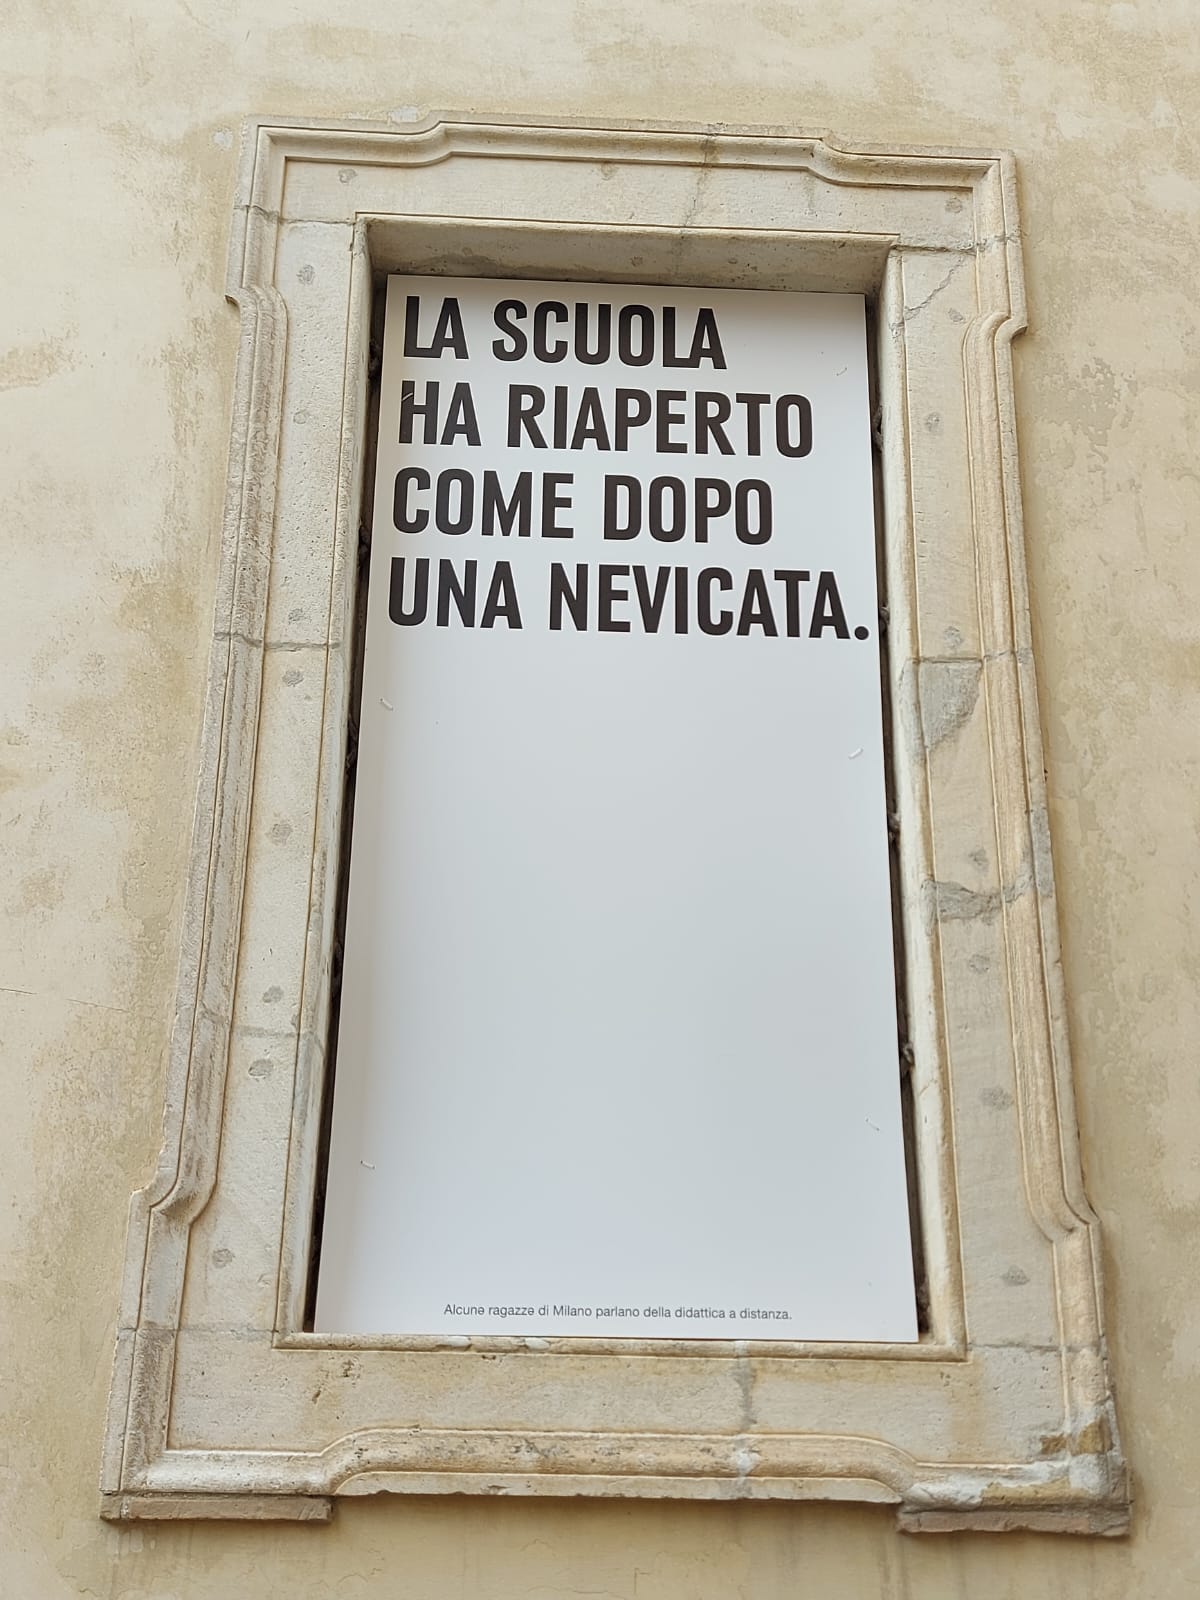 LA SCUOLA
HA RIAPERTO
COME DOPO
UNA NEVICATA.
Alcune ragazze di Milano parlano della didattica a distanza.